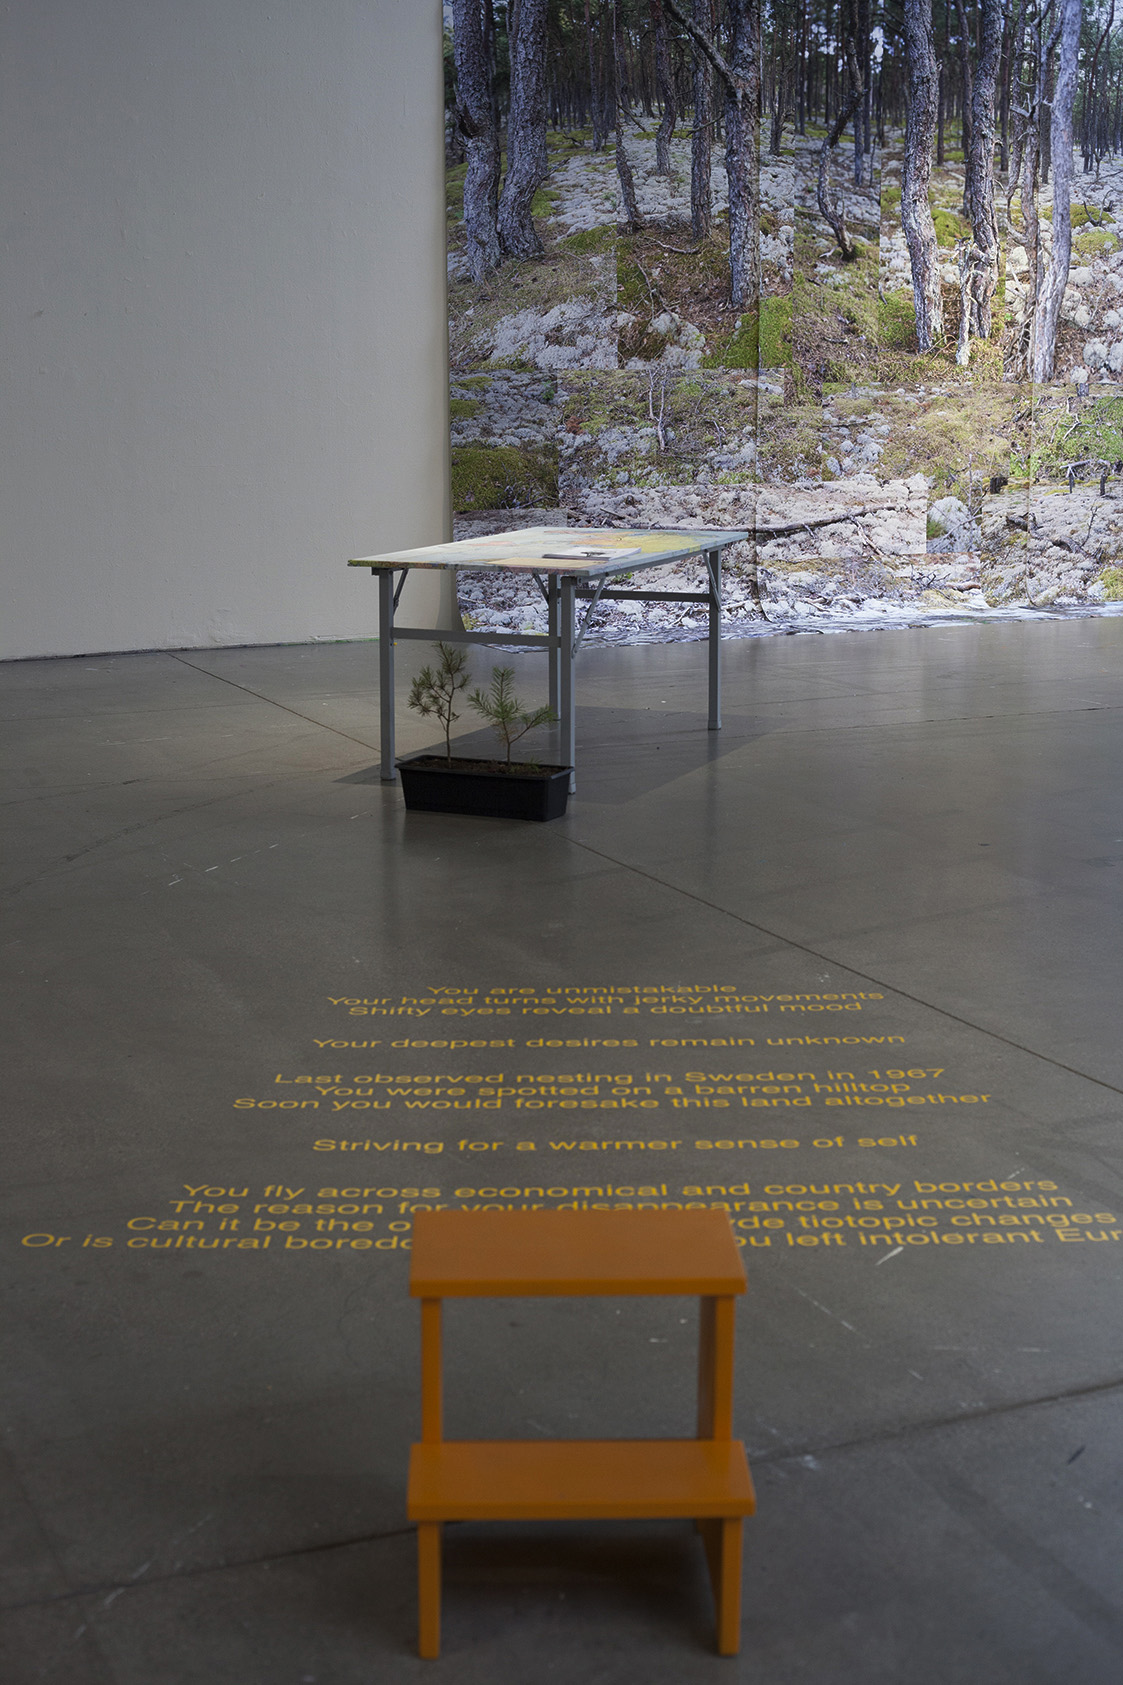 You are unmistakable
Your head turns with jerky movements
Shifty eyes reveal a doubtful mood
Your deepest desires remain unknown
Last observed nesting in Sweden in 1967
You were spotted on a barren hilltop
Soon you would foresake this land altogether
Striving for a warmer sense of self
You fly across economical and country borders
The reason for your disappearance is uncertain
Can it be the tiotopic changes
Or is cultural left intolerant